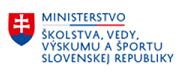 MINISTERSTVO
ŠKOLSTVA, VEDY,
VÝSKUMU A ŠPORTU
SLOVENSKEJ REPUBLIKY